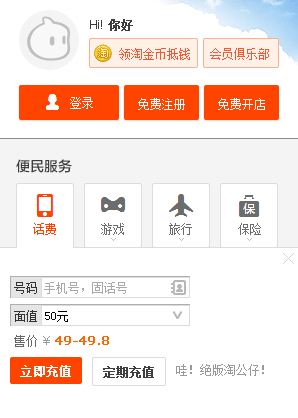 Hi! 你好
领淘金币抵钱 会员俱乐部
登录 免费注册 免费开店
便民服务
话费 游戏 旅行 保险
号码 手机号，固话号
面值 50元
售价 ¥ 49-49.8
立即充值 定期充值 哇！绝版淘公仔！